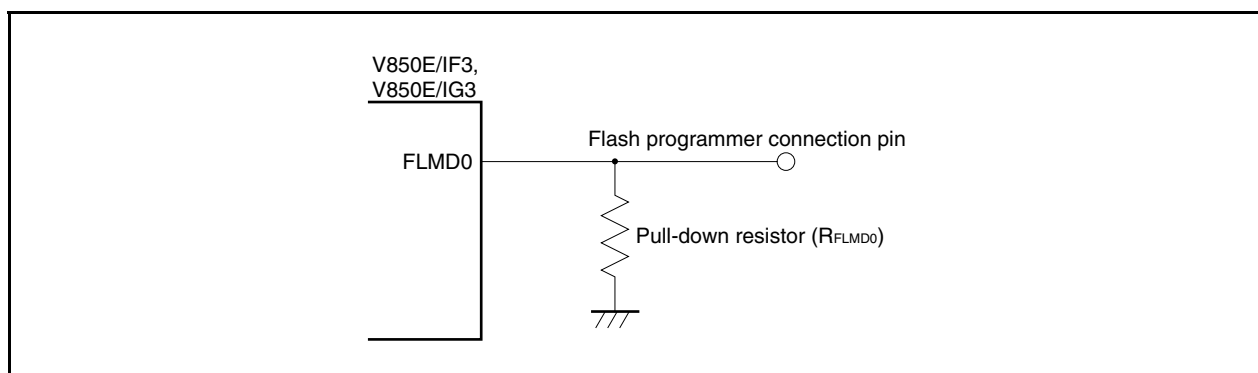 V850E/IF3,
V850E/IG3
Flash programmer connection pin
FLMD0
Pull-down resistor (RFLMD0)